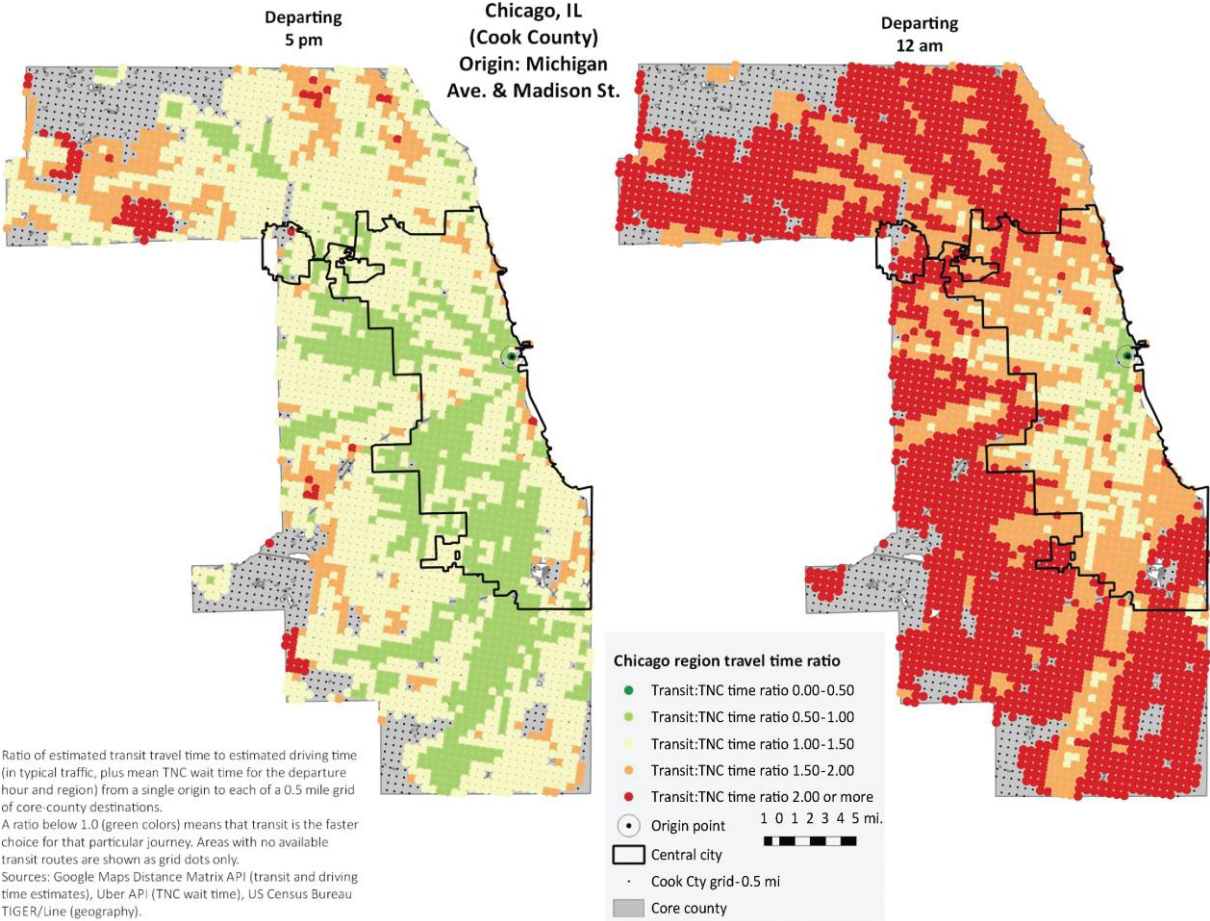 Departing
5 pm
Chicago, IL
(Cook County)
Origin: Michigan
Ave. & Madison St.
Departing
12 am
Chicago region travel time ratio
Transit:TNC time ratio 0.00-0.50
Transit:TNC time ratio 0.50-1.00
Transit:TNC time ratio 1.00-1.50
Transit:TNC time ratio 1.50-2.00
Transit:TNC time ratio 2.00 or more
Origin point
1 0 1 2 3 4 5 mi.
Central city
Cook Cty grid-0.5 mi
Core county
Ratio of estimated transit travel time to estimated driving time
(in typical traffic, plus mean TNC wait time for the departure
hour and region) from a single origin to each of a 0.5 mile grid
of core-county destinations.
A ratio below 1.0 (green colors) means that transit is the faster
choice for that particular journey. Areas with no available
transit routes are shown as grid dots only.
Sources: Google Maps Distance Matrix API (transit and driving
time estimates), Uber API (TNC wait time), US Census Bureau
TIGER/Line (geography).